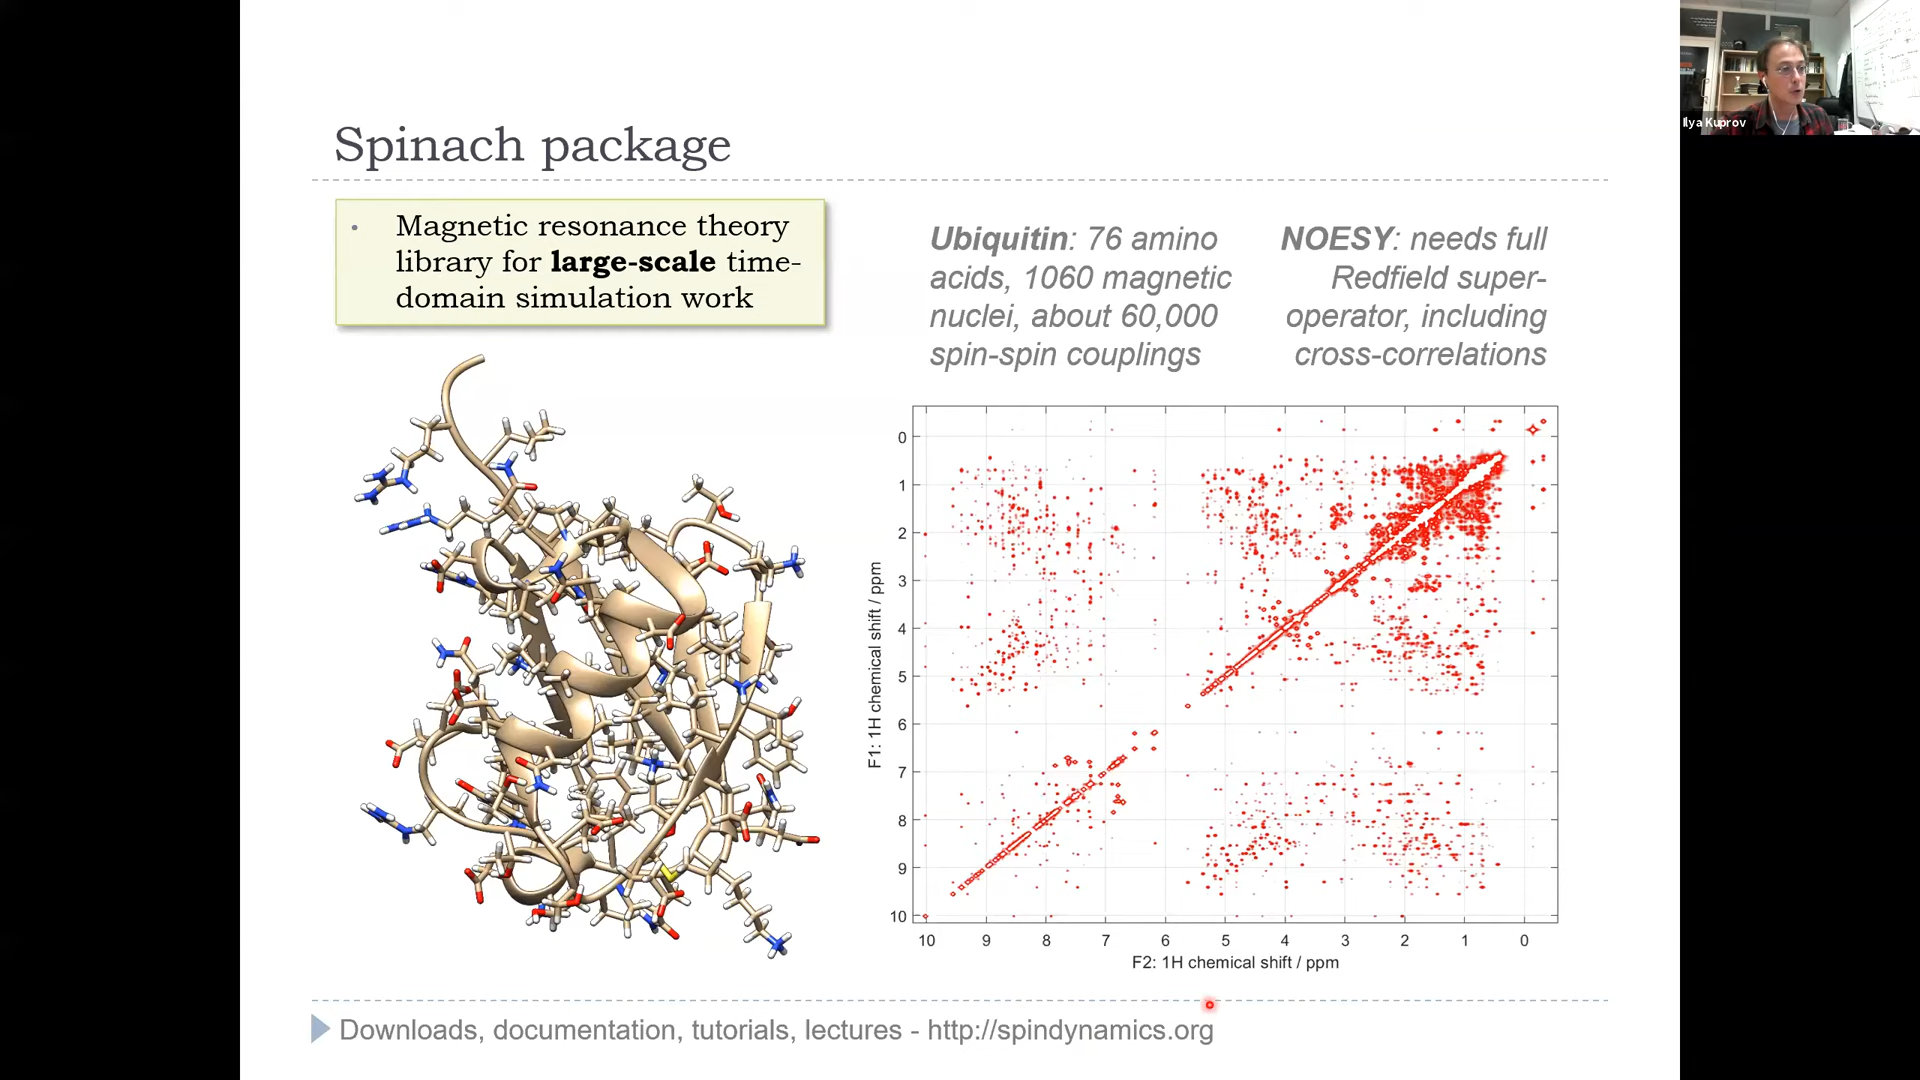 Spinach package
• Magnetic resonance theory
library for large-scale time-
domain simulation work
Ubiquitin: 76 amino
acids, 1060 magnetic
nuclei, about 60,000
spin-spin couplings
NOESY: needs full
Redfield super-
operator, including
cross-correlations
0
1
2
3
4
5
6
7
8
9
10
F1: 1H chemical shift / ppm
10 9 8 7 6 5 4 3 2 1 0
F2: 1H chemical shift / ppm
Downloads, documentation, tutorials, lectures - http://spindynamics.org
Ilya Kuprov